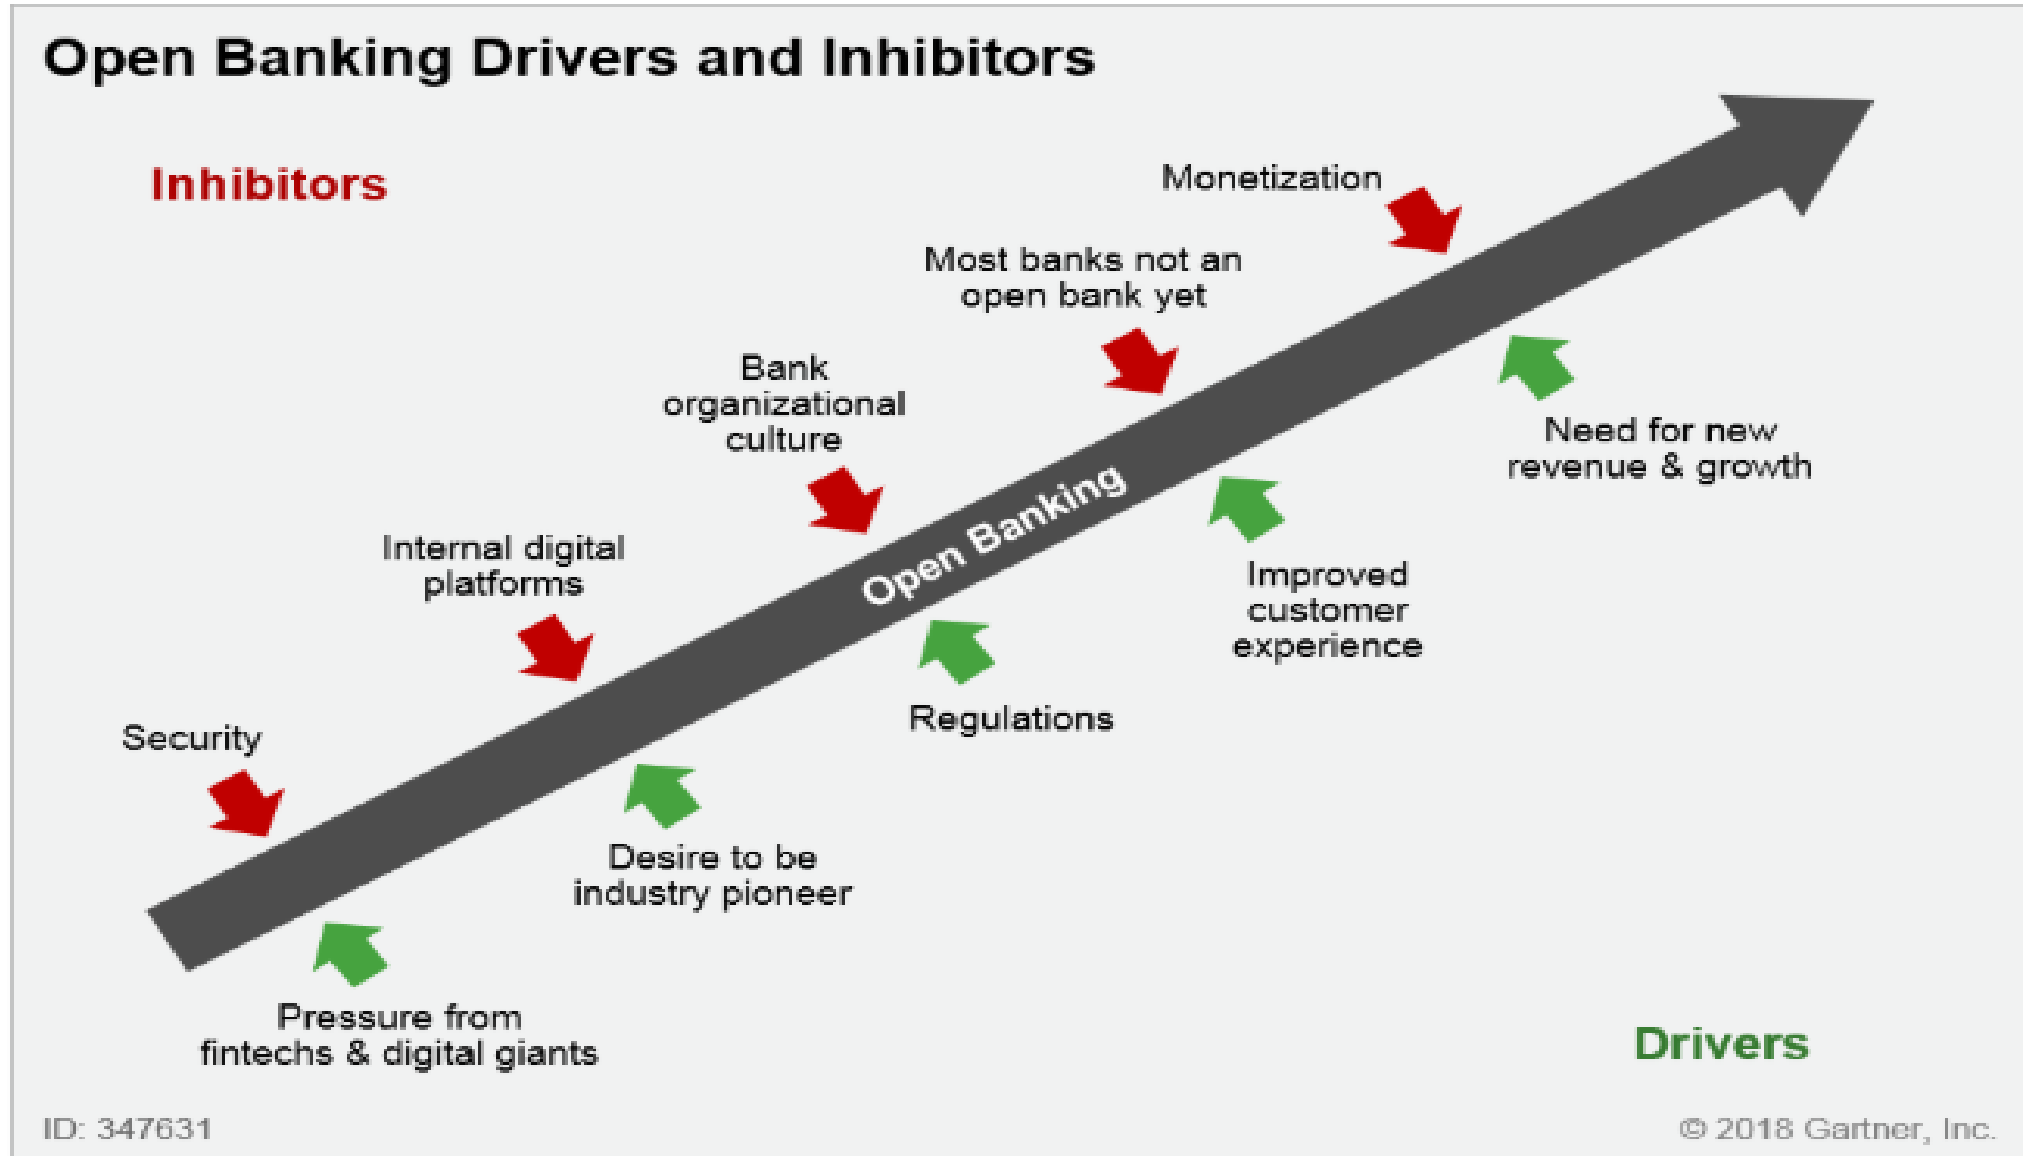 Open Banking Drivers and Inhibitors
Inhibitors
Monetization
Most banks not an
open bank yet
Bank
organizational
culture
Internal digital
platforms
Security
Open Banking
Need for new
revenue & growth
Improved
customer
experience
Regulations
Desire to be
industry pioneer
Pressure from
fintechs & digital giants
Drivers
ID: 347631
© 2018 Gartner, Inc.